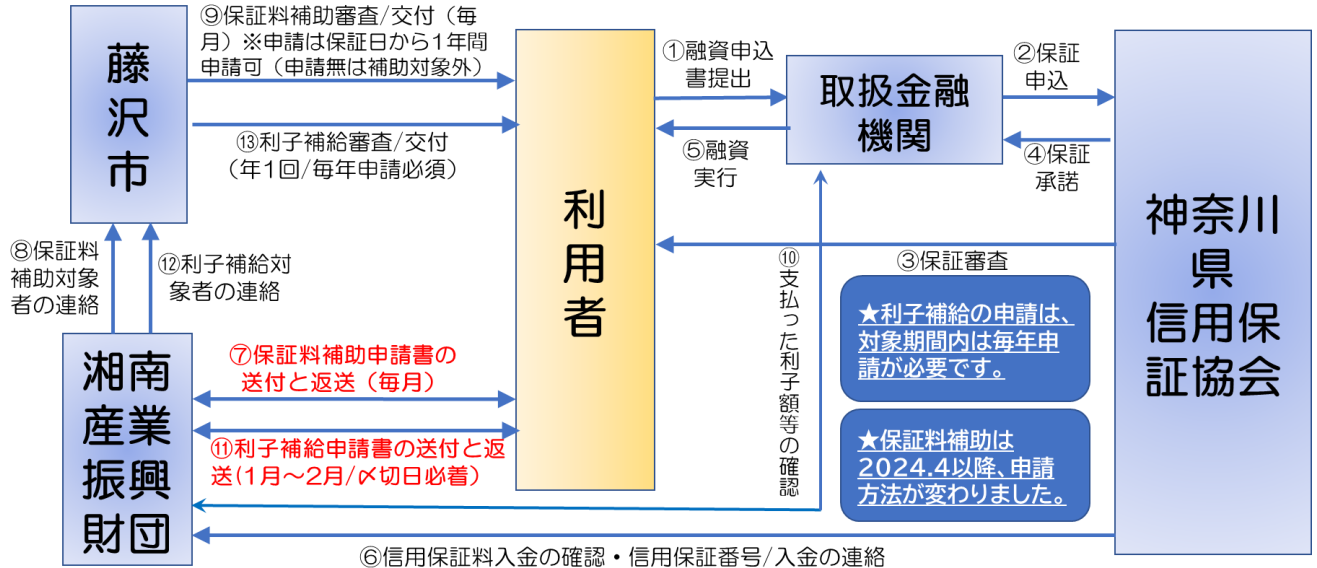 藤沢市
⑨保証料補助審査/交付（毎
月）※申請は保証日から1年間
申請可（申請無は補助対象外）
⑬利子補給審査/交付
（年1回/毎年申請必須）
利用者
①融資申込
書提出
⑤融資
実行
取扱金融
機関
②保証
申込
④保証
承諾
神奈川
県
信用保
証協会
③保証審査
⑧保証料
補助対象
者の連絡
⑫利子補給対
象者の連絡
湘南
産業
振興
財団
⑦保証料補助申請書の
送付と返送（毎月）
⑪利子補給申請書の送付と返
送(1月～2月/〆切日必着）
⑩支払った利子額等の確認
★利子補給の申請は、
対象期間内は毎年申
請が必要です。
★保証料補助は
2024.4以降、申請
方法が変わりました。
⑥信用保証料入金の確認・信用保証番号/入金の連絡